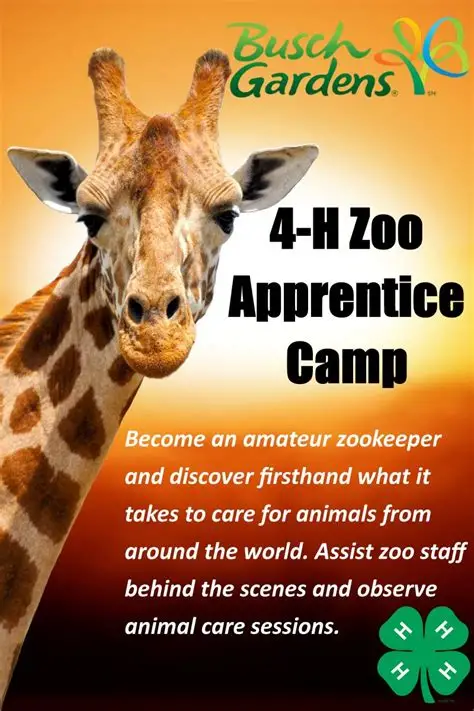 Busch
Gardens®
SM
4-H Zoo
Apprentice
Camp
Become an amateur zookeeper
and discover firsthand what it
takes to care for animals from
around the world. Assist zoo staff
behind the scenes and observe
animal care sessions.
H H
H H